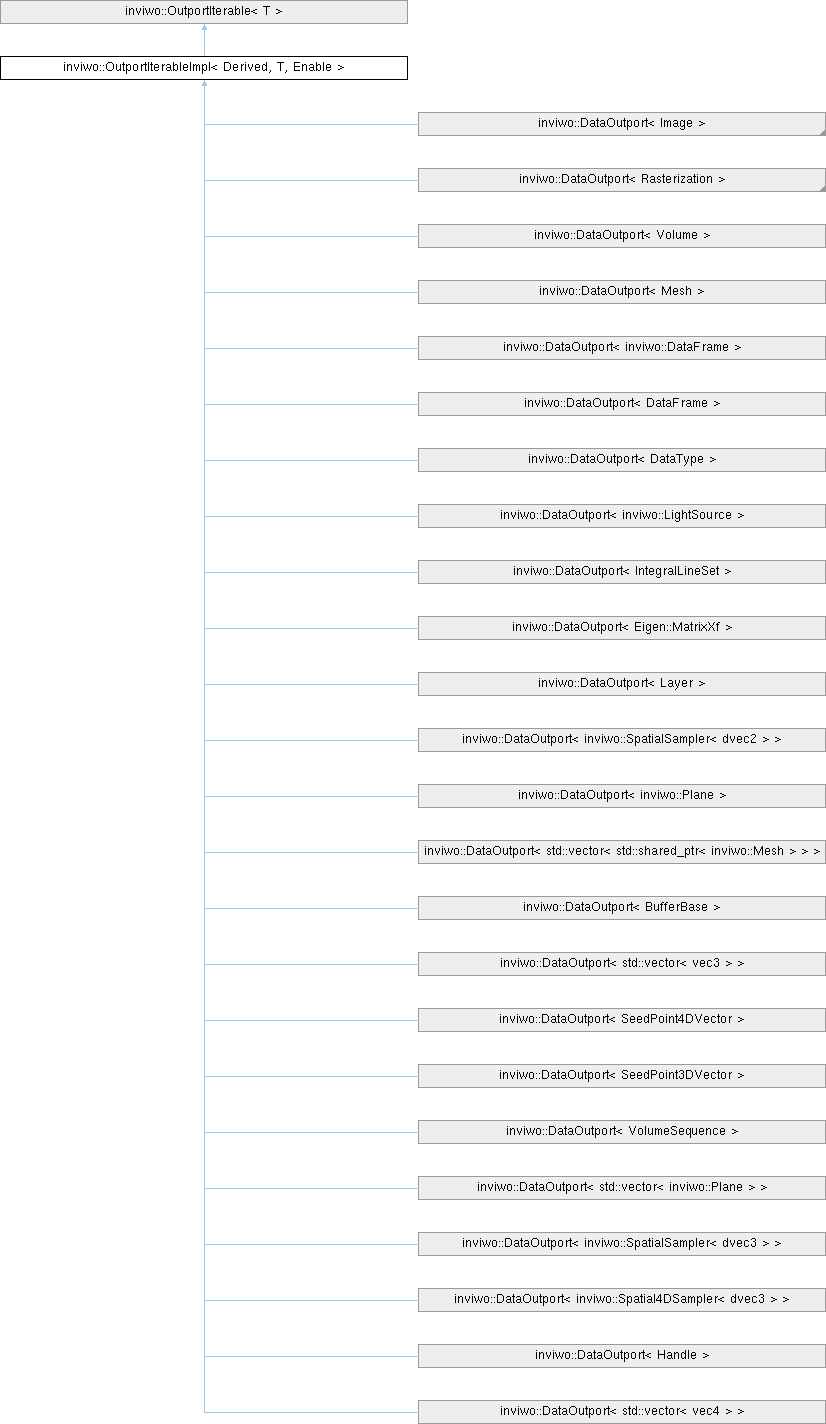 inviwo::OutportIterable< T >
inviwo::OutportIterableImpl< Derived, T, Enable >
inviwo::DataOutport< Image >
inviwo::DataOutport< Rasterization >
inviwo::DataOutport< Volume >
inviwo::DataOutport< Mesh >
inviwo::DataOutport< inviwo::DataFrame >
inviwo::DataOutport< DataFrame >
inviwo::DataOutport< DataType >
inviwo::DataOutport< inviwo::LightSource >
inviwo::DataOutport< IntegralLineSet >
inviwo::DataOutport< Eigen::MatrixXf >
inviwo::DataOutport< Layer >
inviwo::DataOutport< inviwo::SpatialSampler< dvec2 > >
inviwo::DataOutport< inviwo::Plane >
inviwo::DataOutport< std::vector< std::shared_ptr< inviwo::Mesh > > >
inviwo::DataOutport< BufferBase >
inviwo::DataOutport< std::vector< vec3 > >
inviwo::DataOutport< SeedPoint4DVector >
inviwo::DataOutport< SeedPoint3DVector >
inviwo::DataOutport< VolumeSequence >
inviwo::DataOutport< std::vector< inviwo::Plane > >
inviwo::DataOutport< inviwo::SpatialSampler< dvec3 > >
inviwo::DataOutport< inviwo::Spatial4DSampler< dvec3 > >
inviwo::DataOutport< Handle >
inviwo::DataOutport< std::vector< vec4 > >